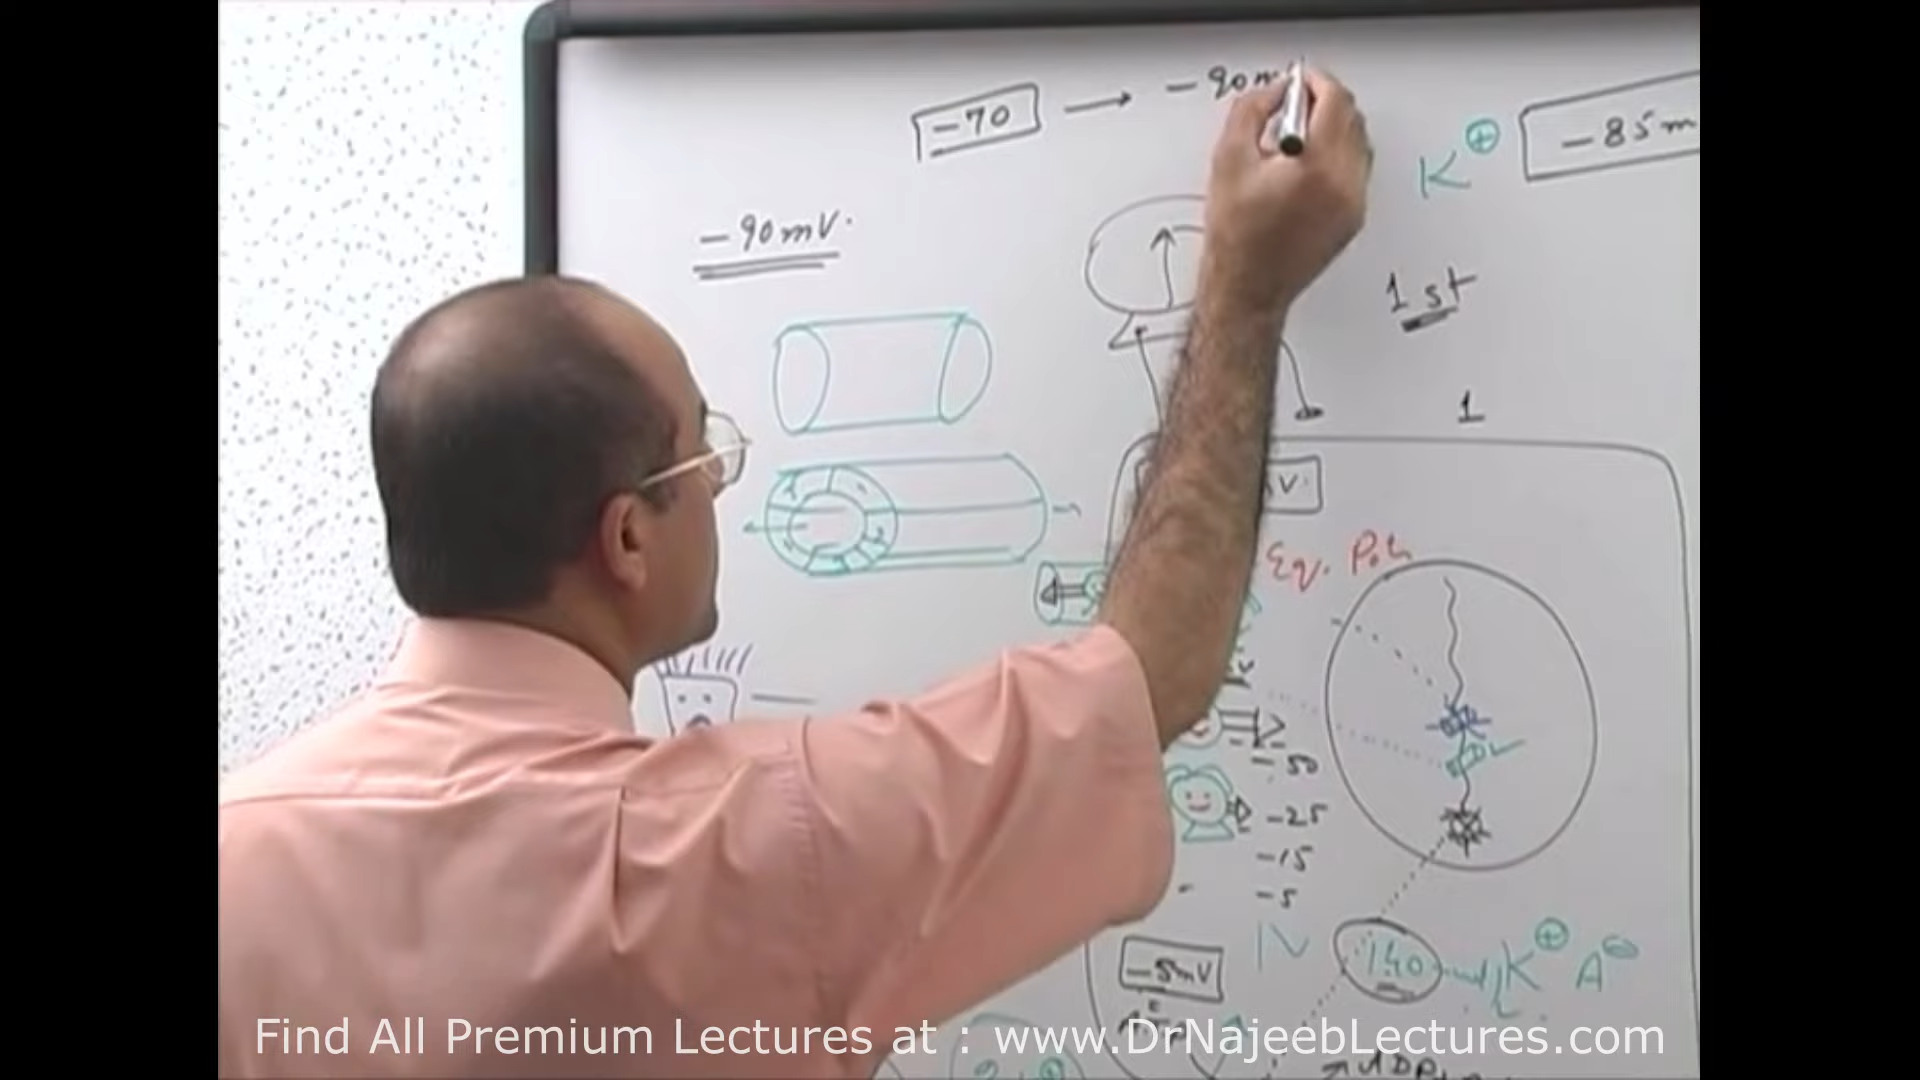 -70 → -90m
K⊕ -85m
-90mV.
1st
1
V.
Eq. Pot
-50
-25
-15
-5
-5mV
140 K⊕ A⊖
Find All Premium Lectures at : www.DrNajeebLectures.com